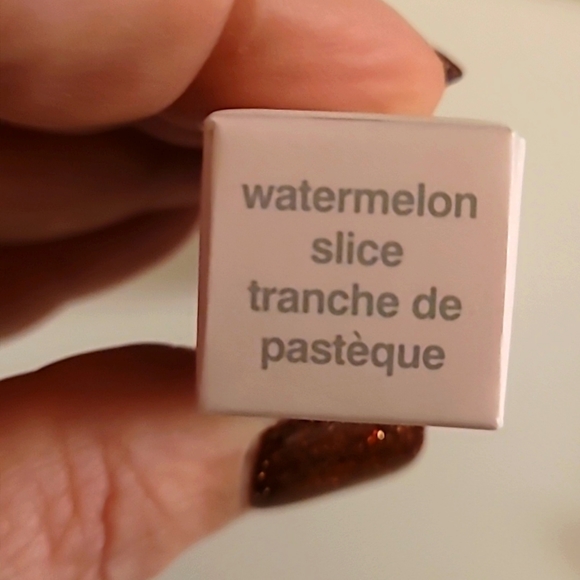 watermelon
slice
tranche de
pastèque